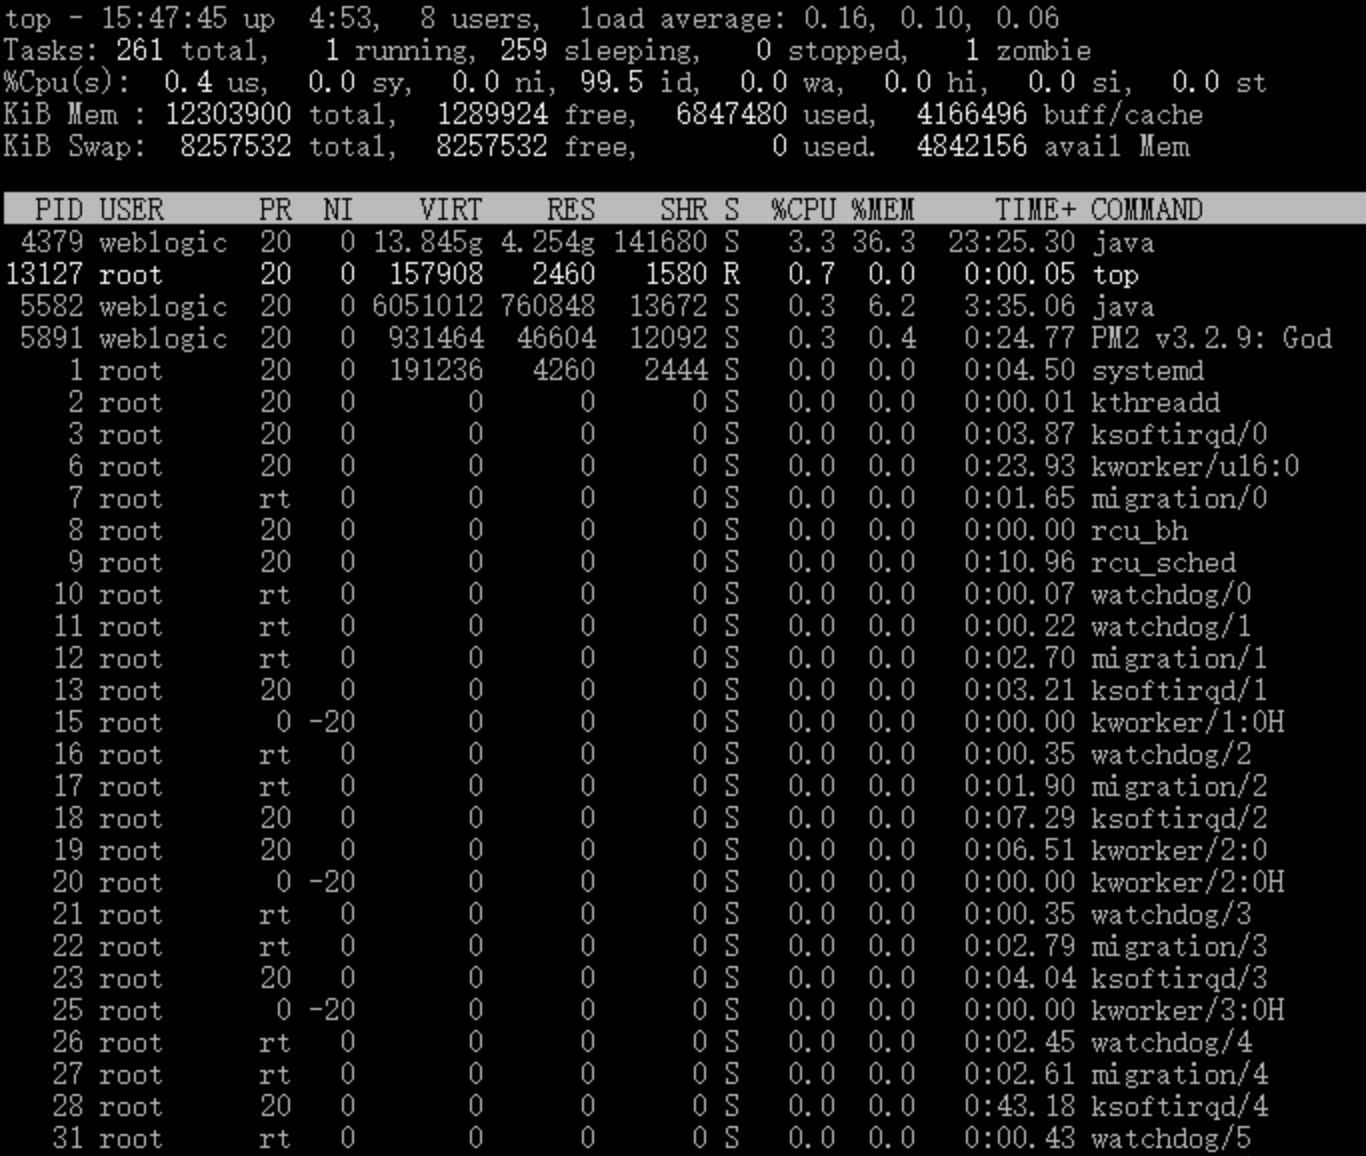 top - 15:47:45 up  4:53,  8 users,  load average: 0.16, 0.10, 0.06
Tasks: 261 total,   1 running, 259 sleeping,   0 stopped,   1 zombie
%Cpu(s):  0.4 us,  0.0 sy,  0.0 ni, 99.5 id,  0.0 wa,  0.0 hi,  0.0 si,  0.0 st
KiB Mem : 12303900 total,  1289924 free,  6847480 used,  4166496 buff/cache
KiB Swap:  8257532 total,  8257532 free,        0 used.  4842156 avail Mem
  PID USER      PR  NI    VIRT    RES    SHR S  %CPU %MEM     TIME+ COMMAND
 4379 weblogic  20   0 13.845g 4.254g 141680 S   3.3 36.3  23:25.30 java
13127 root      20   0  157908   2460   1580 R   0.7  0.0   0:00.05 top
 5582 weblogic  20   0 6051012 760848  13672 S   0.3  6.2   3:35.06 java
 5891 weblogic  20   0  931464  46604  12092 S   0.3  0.4   0:24.77 PM2 v3.2.9: God
    1 root      20   0  191236   4260   2444 S   0.0  0.0   0:04.50 systemd
    2 root      20   0       0      0      0 S   0.0  0.0   0:00.01 kthreadd
    3 root      20   0       0      0      0 S   0.0  0.0   0:03.87 ksoftirqd/0
    6 root      20   0       0      0      0 S   0.0  0.0   0:23.93 kworker/u16:0
    7 root      rt   0       0      0      0 S   0.0  0.0   0:01.65 migration/0
    8 root      20   0       0      0      0 S   0.0  0.0   0:00.00 rcu_bh
    9 root      20   0       0      0      0 S   0.0  0.0   0:10.96 rcu_sched
   10 root      rt   0       0      0      0 S   0.0  0.0   0:00.07 watchdog/0
   11 root      rt   0       0      0      0 S   0.0  0.0   0:00.22 watchdog/1
   12 root      rt   0       0      0      0 S   0.0  0.0   0:02.70 migration/1
   13 root      20   0       0      0      0 S   0.0  0.0   0:03.21 ksoftirqd/1
   15 root       0 -20       0      0      0 S   0.0  0.0   0:00.00 kworker/1:0H
   16 root      rt   0       0      0      0 S   0.0  0.0   0:00.35 watchdog/2
   17 root      rt   0       0      0      0 S   0.0  0.0   0:01.90 migration/2
   18 root      20   0       0      0      0 S   0.0  0.0   0:07.29 ksoftirqd/2
   19 root      20   0       0      0      0 S   0.0  0.0   0:06.51 kworker/2:0
   20 root       0 -20       0      0      0 S   0.0  0.0   0:00.00 kworker/2:0H
   21 root      rt   0       0      0      0 S   0.0  0.0   0:00.35 watchdog/3
   22 root      rt   0       0      0      0 S   0.0  0.0   0:02.79 migration/3
   23 root      20   0       0      0      0 S   0.0  0.0   0:04.04 ksoftirqd/3
   25 root       0 -20       0      0      0 S   0.0  0.0   0:00.00 kworker/3:0H
   26 root      rt   0       0      0      0 S   0.0  0.0   0:02.45 watchdog/4
   27 root      rt   0       0      0      0 S   0.0  0.0   0:02.61 migration/4
   28 root      20   0       0      0      0 S   0.0  0.0   0:43.18 ksoftirqd/4
   31 root      rt   0       0      0      0 S   0.0  0.0   0:00.43 watchdog/5